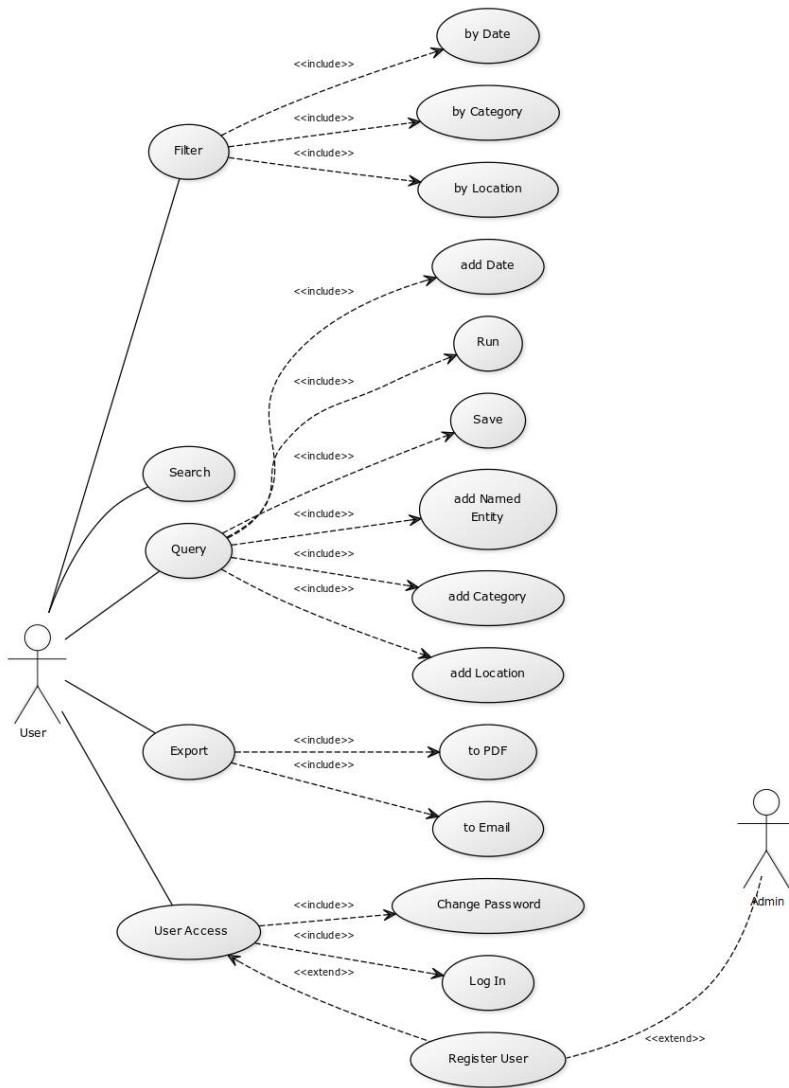 by Date
<<include>>
by Category
<<include>>
Filter
<<include>>
by Location
add Date
<<include>>
Run
<<include>>
Save
Search
<<include>>
add Named
Entity
<<include>>
Query
<<include>>
add Category
<<include>>
add Location
User
Export
<<include>>
to PDF
<<include>>
to Email
Change Password
<<include>>
Admin
User Access
<<include>>
<<extend>>
Log In
Register User
<<extend>>